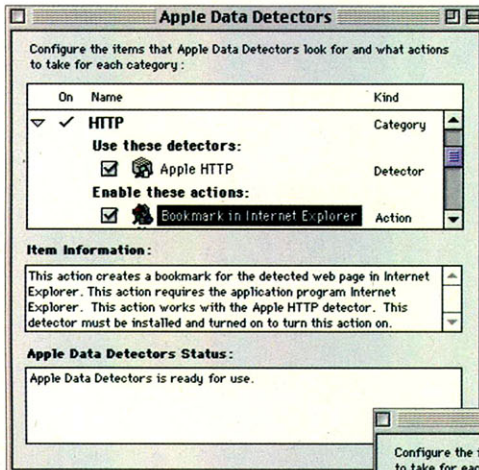 Apple Data Detectors
Configure the items that Apple Data Detectors look for and what actions
to take for each category :
On Name Kind
HTTP Category
Use these detectors:
Apple HTTP Detector
Enable these actions:
Bookmark in Internet Explorer Action
Item Information :
This action creates a bookmark for the detected web page in Internet
Explorer. This action requires the application program Internet
Explorer. This action works with the Apple HTTP detector. This
detector must be installed and turned on to turn this action on.
Apple Data Detectors Status :
Apple Data Detectors is ready for use.
Configure the
to take for eac